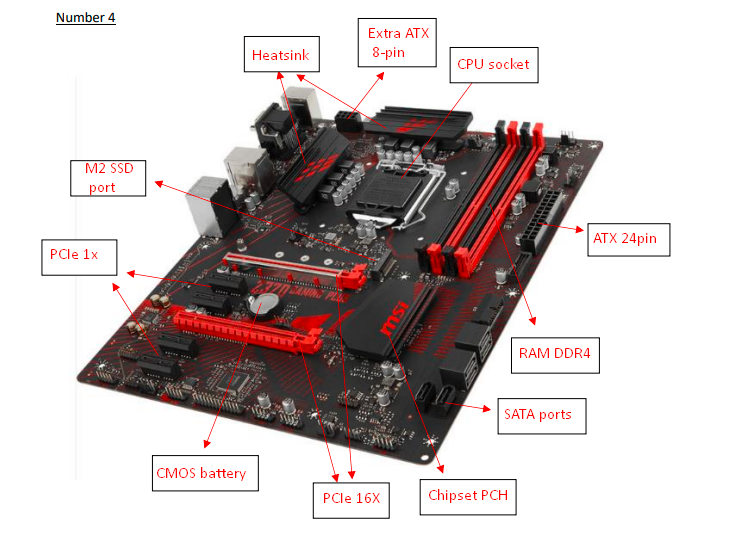 Number 4
Extra ATX
8-pin
Heatsink
CPU socket
M2 SSD
port
ATX 24pin
PCIe 1x
Z370 GAMING PLUS
msi
RAM DDR4
SATA ports
CMOS battery
PCIe 16X
Chipset PCH